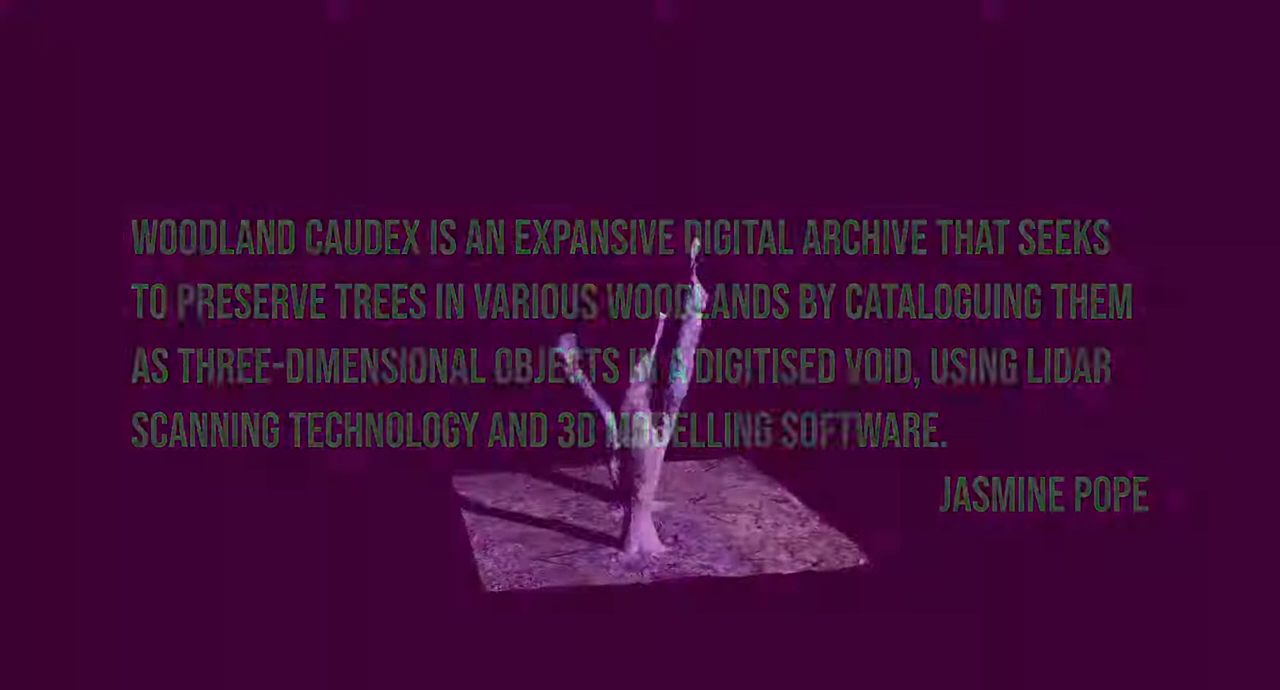 WOODLAND CAUDEX IS AN EXPANSIVE DIGITAL ARCHIVE THAT SEEKS
TO PRESERVE TREES IN VARIOUS WOODLANDS BY CATALOGUING THEM
AS THREE-DIMENSIONAL OBJECTS IN A DIGITISED VOID, USING LIDAR
SCANNING TECHNOLOGY AND 3D MODELLING SOFTWARE.
JASMINE POPE